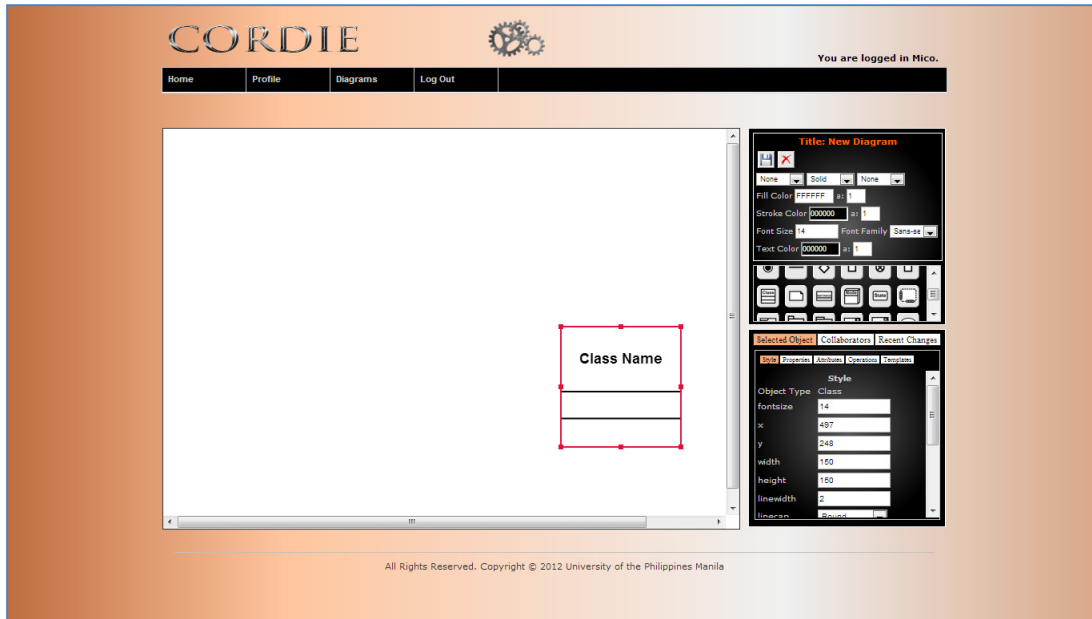 CORDIE
You are logged in Mico.
Home Profile Diagrams Log Out
Title: New Diagram
None Solid None
Fill Color FFFFFF a: 1
Stroke Color 000000 a: 1
Font Size 14 Font Family Sans-se
Text Color 000000 a: 1
Class State
Class Name
Selected Object Collaborators Recent Changes
Style Properties Attributes Operations Templates
Style
Object Type Class
fontsize 14
x 497
y 248
width 150
height 150
linewidth 2
linecap Round
All Rights Reserved. Copyright © 2012 University of the Philippines Manila